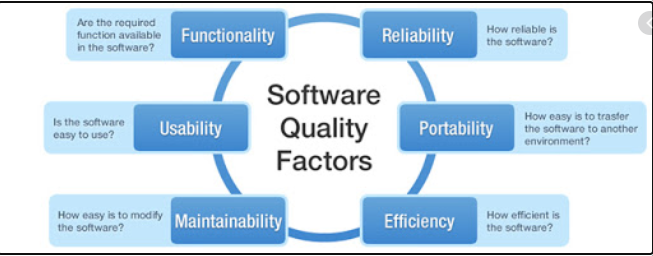 Are the required
function available
in the software?
Functionality
Reliability
How reliable is
the software?
Software
Quality
Factors
Is the software
easy to use?
Usability
Portability
How easy is to trasfer
the software to another
environment?
How easy is to modify
the software?
Maintainability
Efficiency
How efficient is
the software?